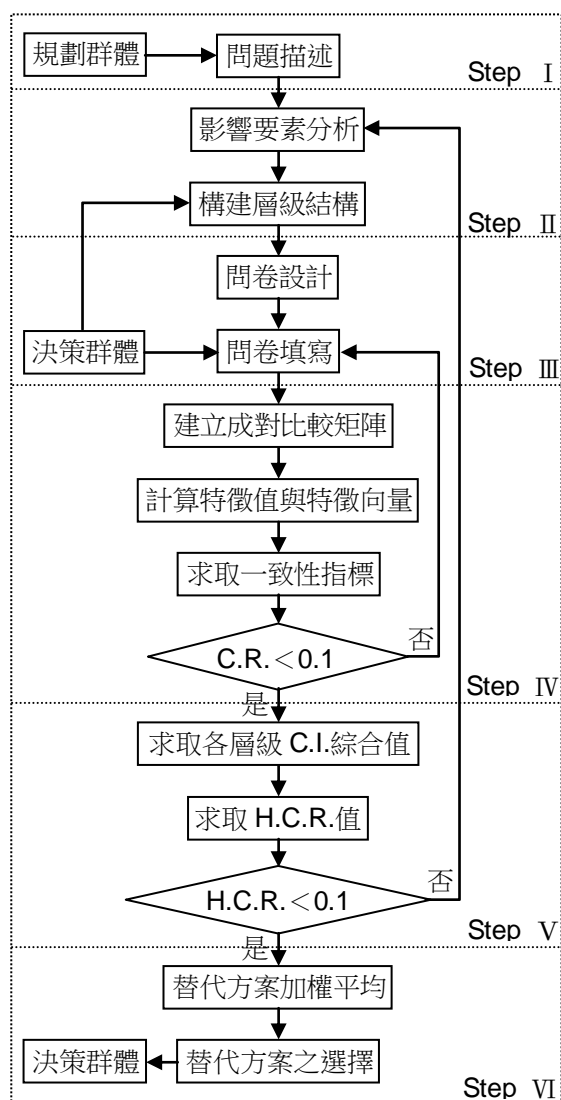 規劃群體
問題描述
Step Ⅰ
影響要素分析
構建層級結構
Step Ⅱ
問卷設計
決策群體
問卷填寫
Step Ⅲ
建立成對比較矩陣
計算特徵值與特徵向量
求取一致性指標
C.R.＜0.1
否
Step Ⅳ
是
求取各層級 C.I.綜合值
求取 H.C.R.值
H.C.R.＜0.1
否
Step Ⅴ
是
替代方案加權平均
決策群體
替代方案之選擇
Step Ⅵ